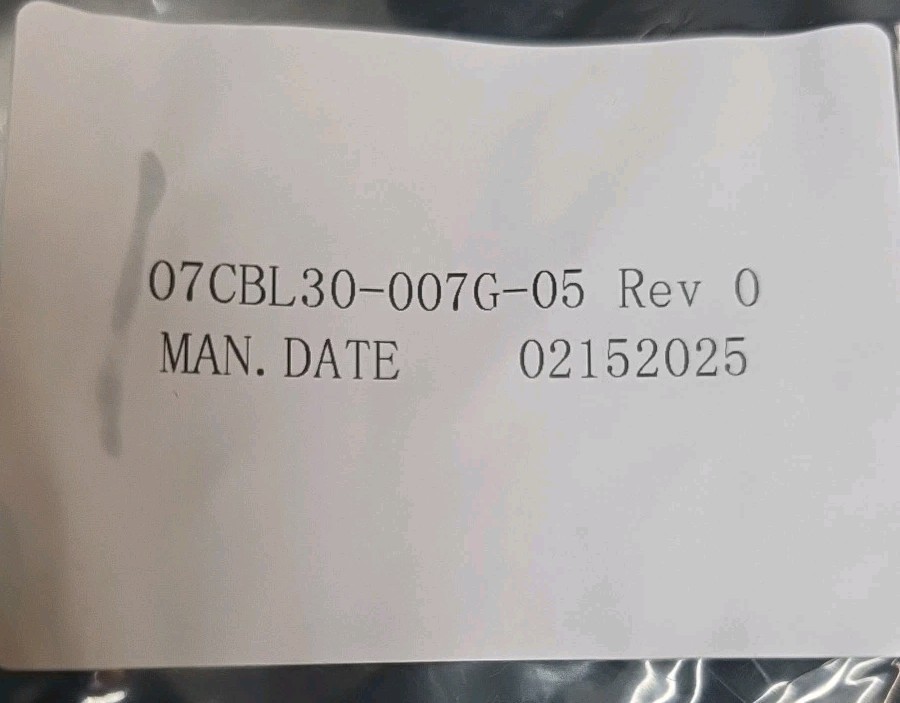 07CBL30-007G-05 Rev 0
MAN. DATE 02152025